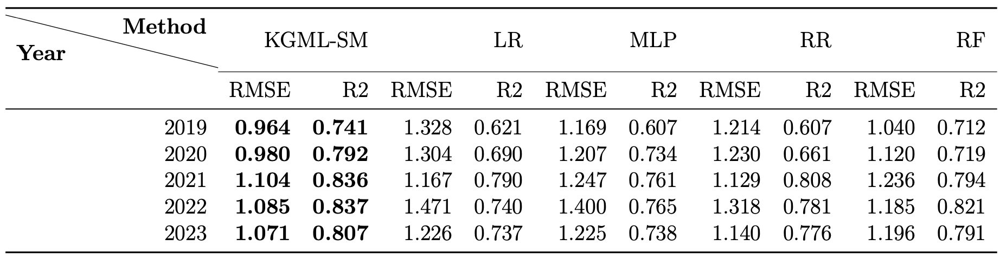 Method
Year
KGML-SM LR MLP RR RF
RMSE R2 RMSE R2 RMSE R2 RMSE R2 RMSE R2
2019 0.964 0.741 1.328 0.621 1.169 0.607 1.214 0.607 1.040 0.712
2020 0.980 0.792 1.304 0.690 1.207 0.734 1.230 0.661 1.120 0.719
2021 1.104 0.836 1.167 0.790 1.247 0.761 1.129 0.808 1.236 0.794
2022 1.085 0.837 1.471 0.740 1.400 0.765 1.318 0.781 1.185 0.821
2023 1.071 0.807 1.226 0.737 1.225 0.738 1.140 0.776 1.196 0.791